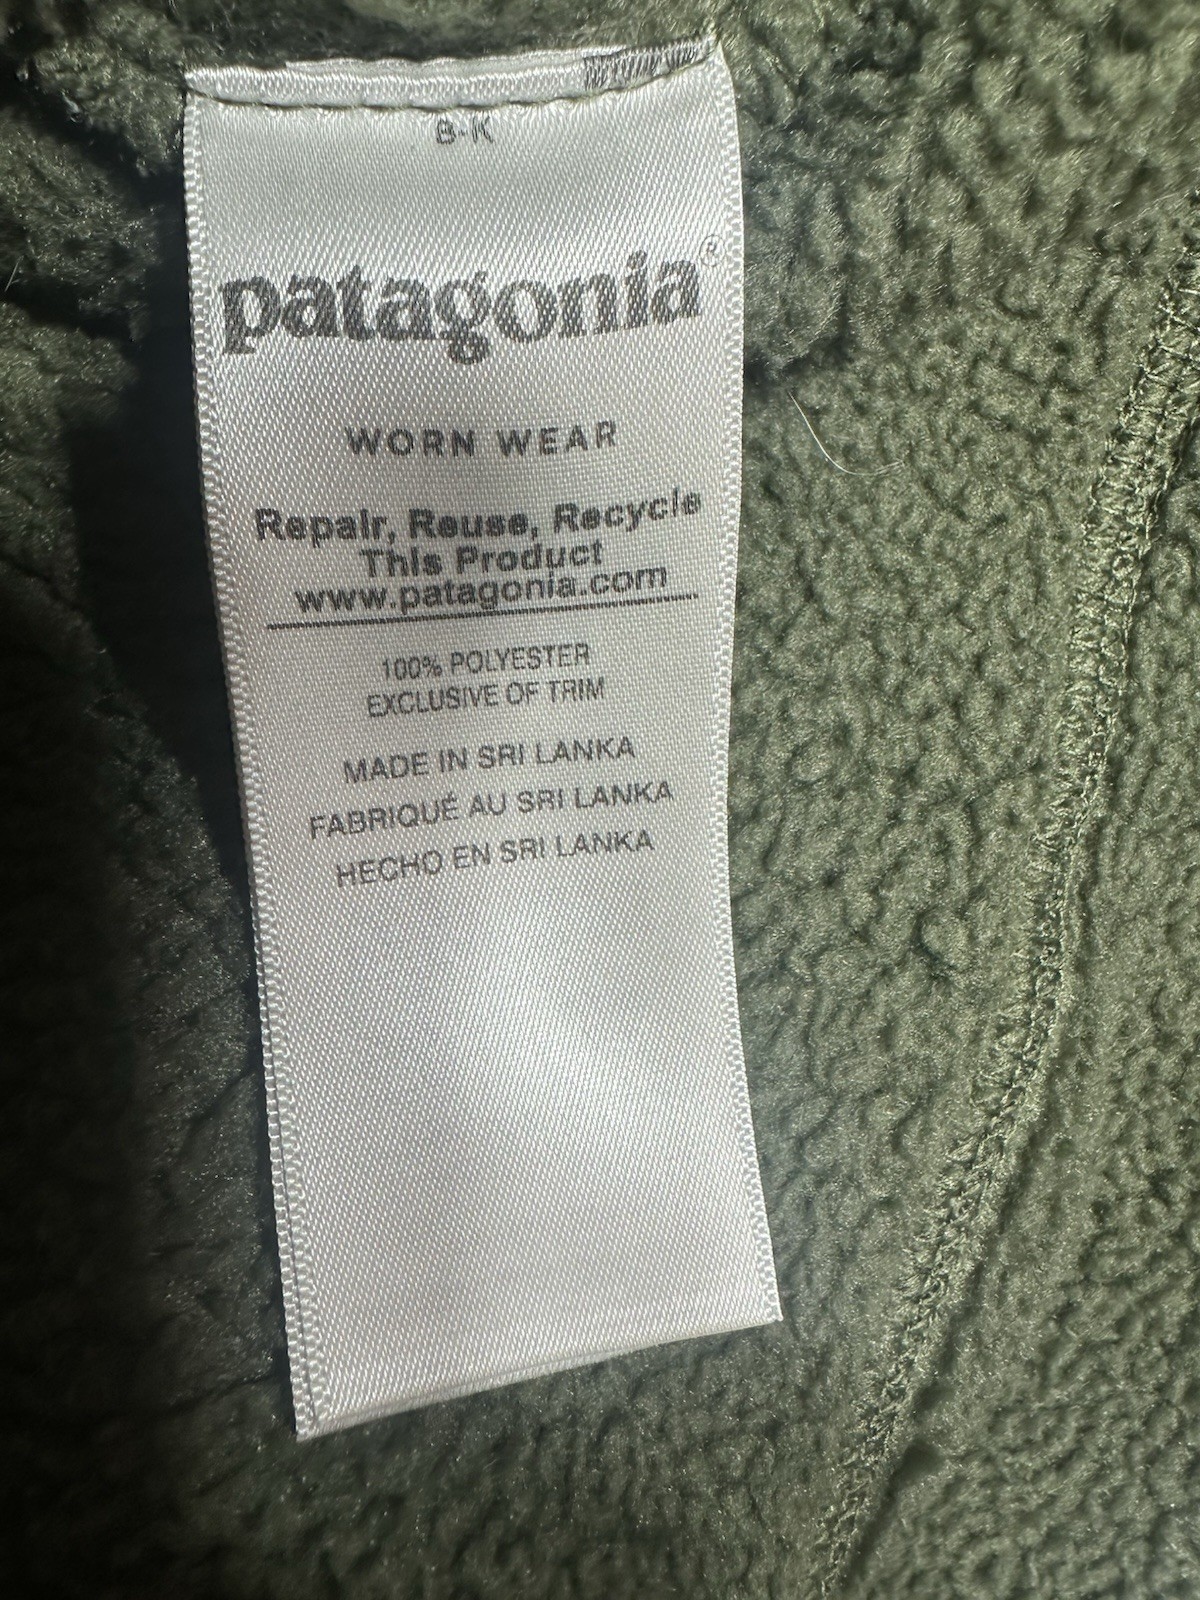 B-K
patagonia®
WORN WEAR
Repair, Reuse, Recycle
This Product
www.patagonia.com
100% POLYESTER
EXCLUSIVE OF TRIM
MADE IN SRI LANKA
FABRIQUÉ AU SRI LANKA
HECHO EN SRI LANKA